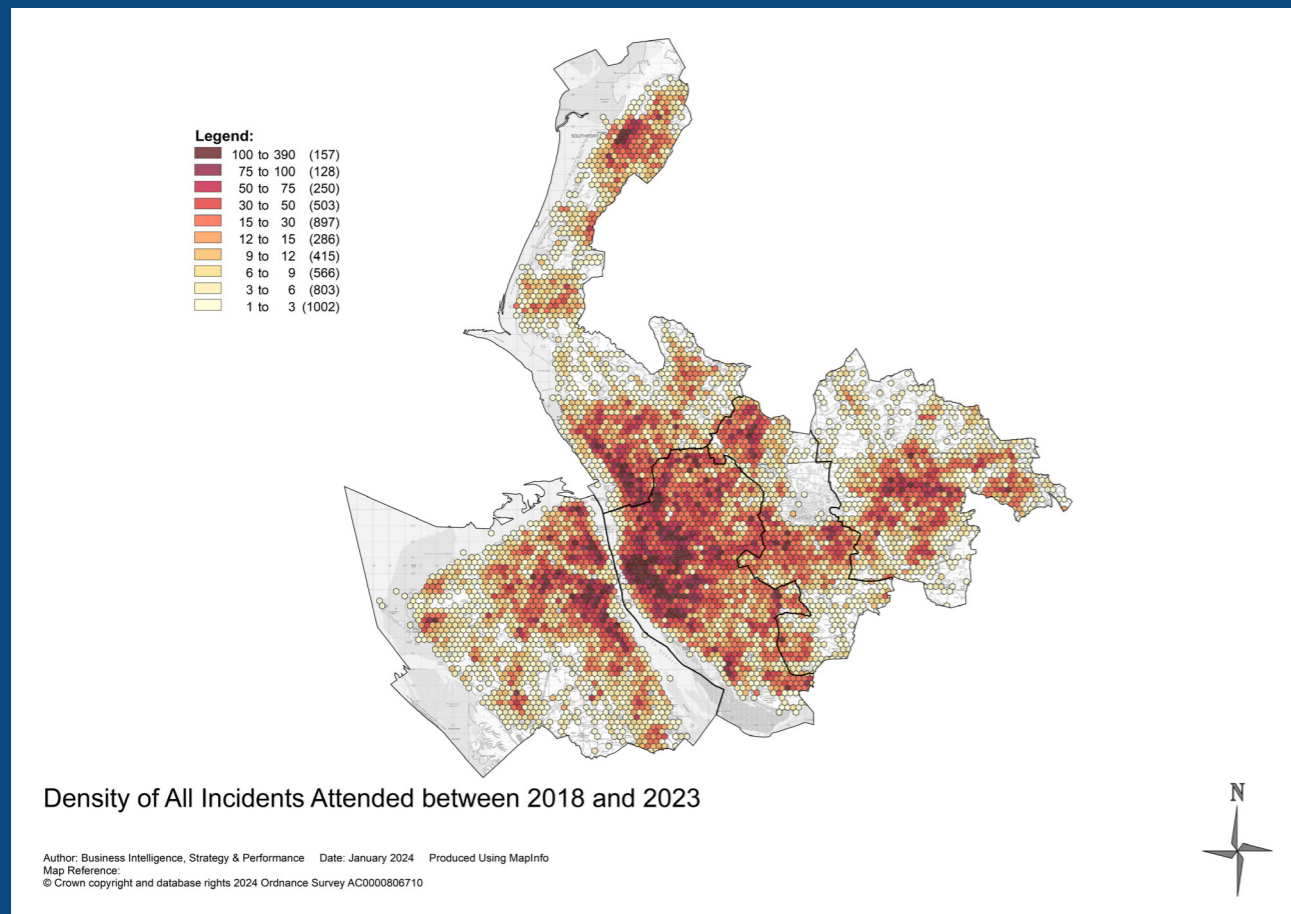 Legend:
100 to 390 (157)
75 to 100 (128)
50 to 75 (250)
30 to 50 (503)
15 to 30 (897)
12 to 15 (286)
9 to 12 (415)
6 to 9 (566)
3 to 6 (803)
1 to 3 (1002)
Density of All Incidents Attended between 2018 and 2023
N
Author: Business Intelligence, Strategy & Performance Date: January 2024 Produced Using MapInfo
Map Reference:
© Crown copyright and database rights 2024 Ordnance Survey AC0000806710